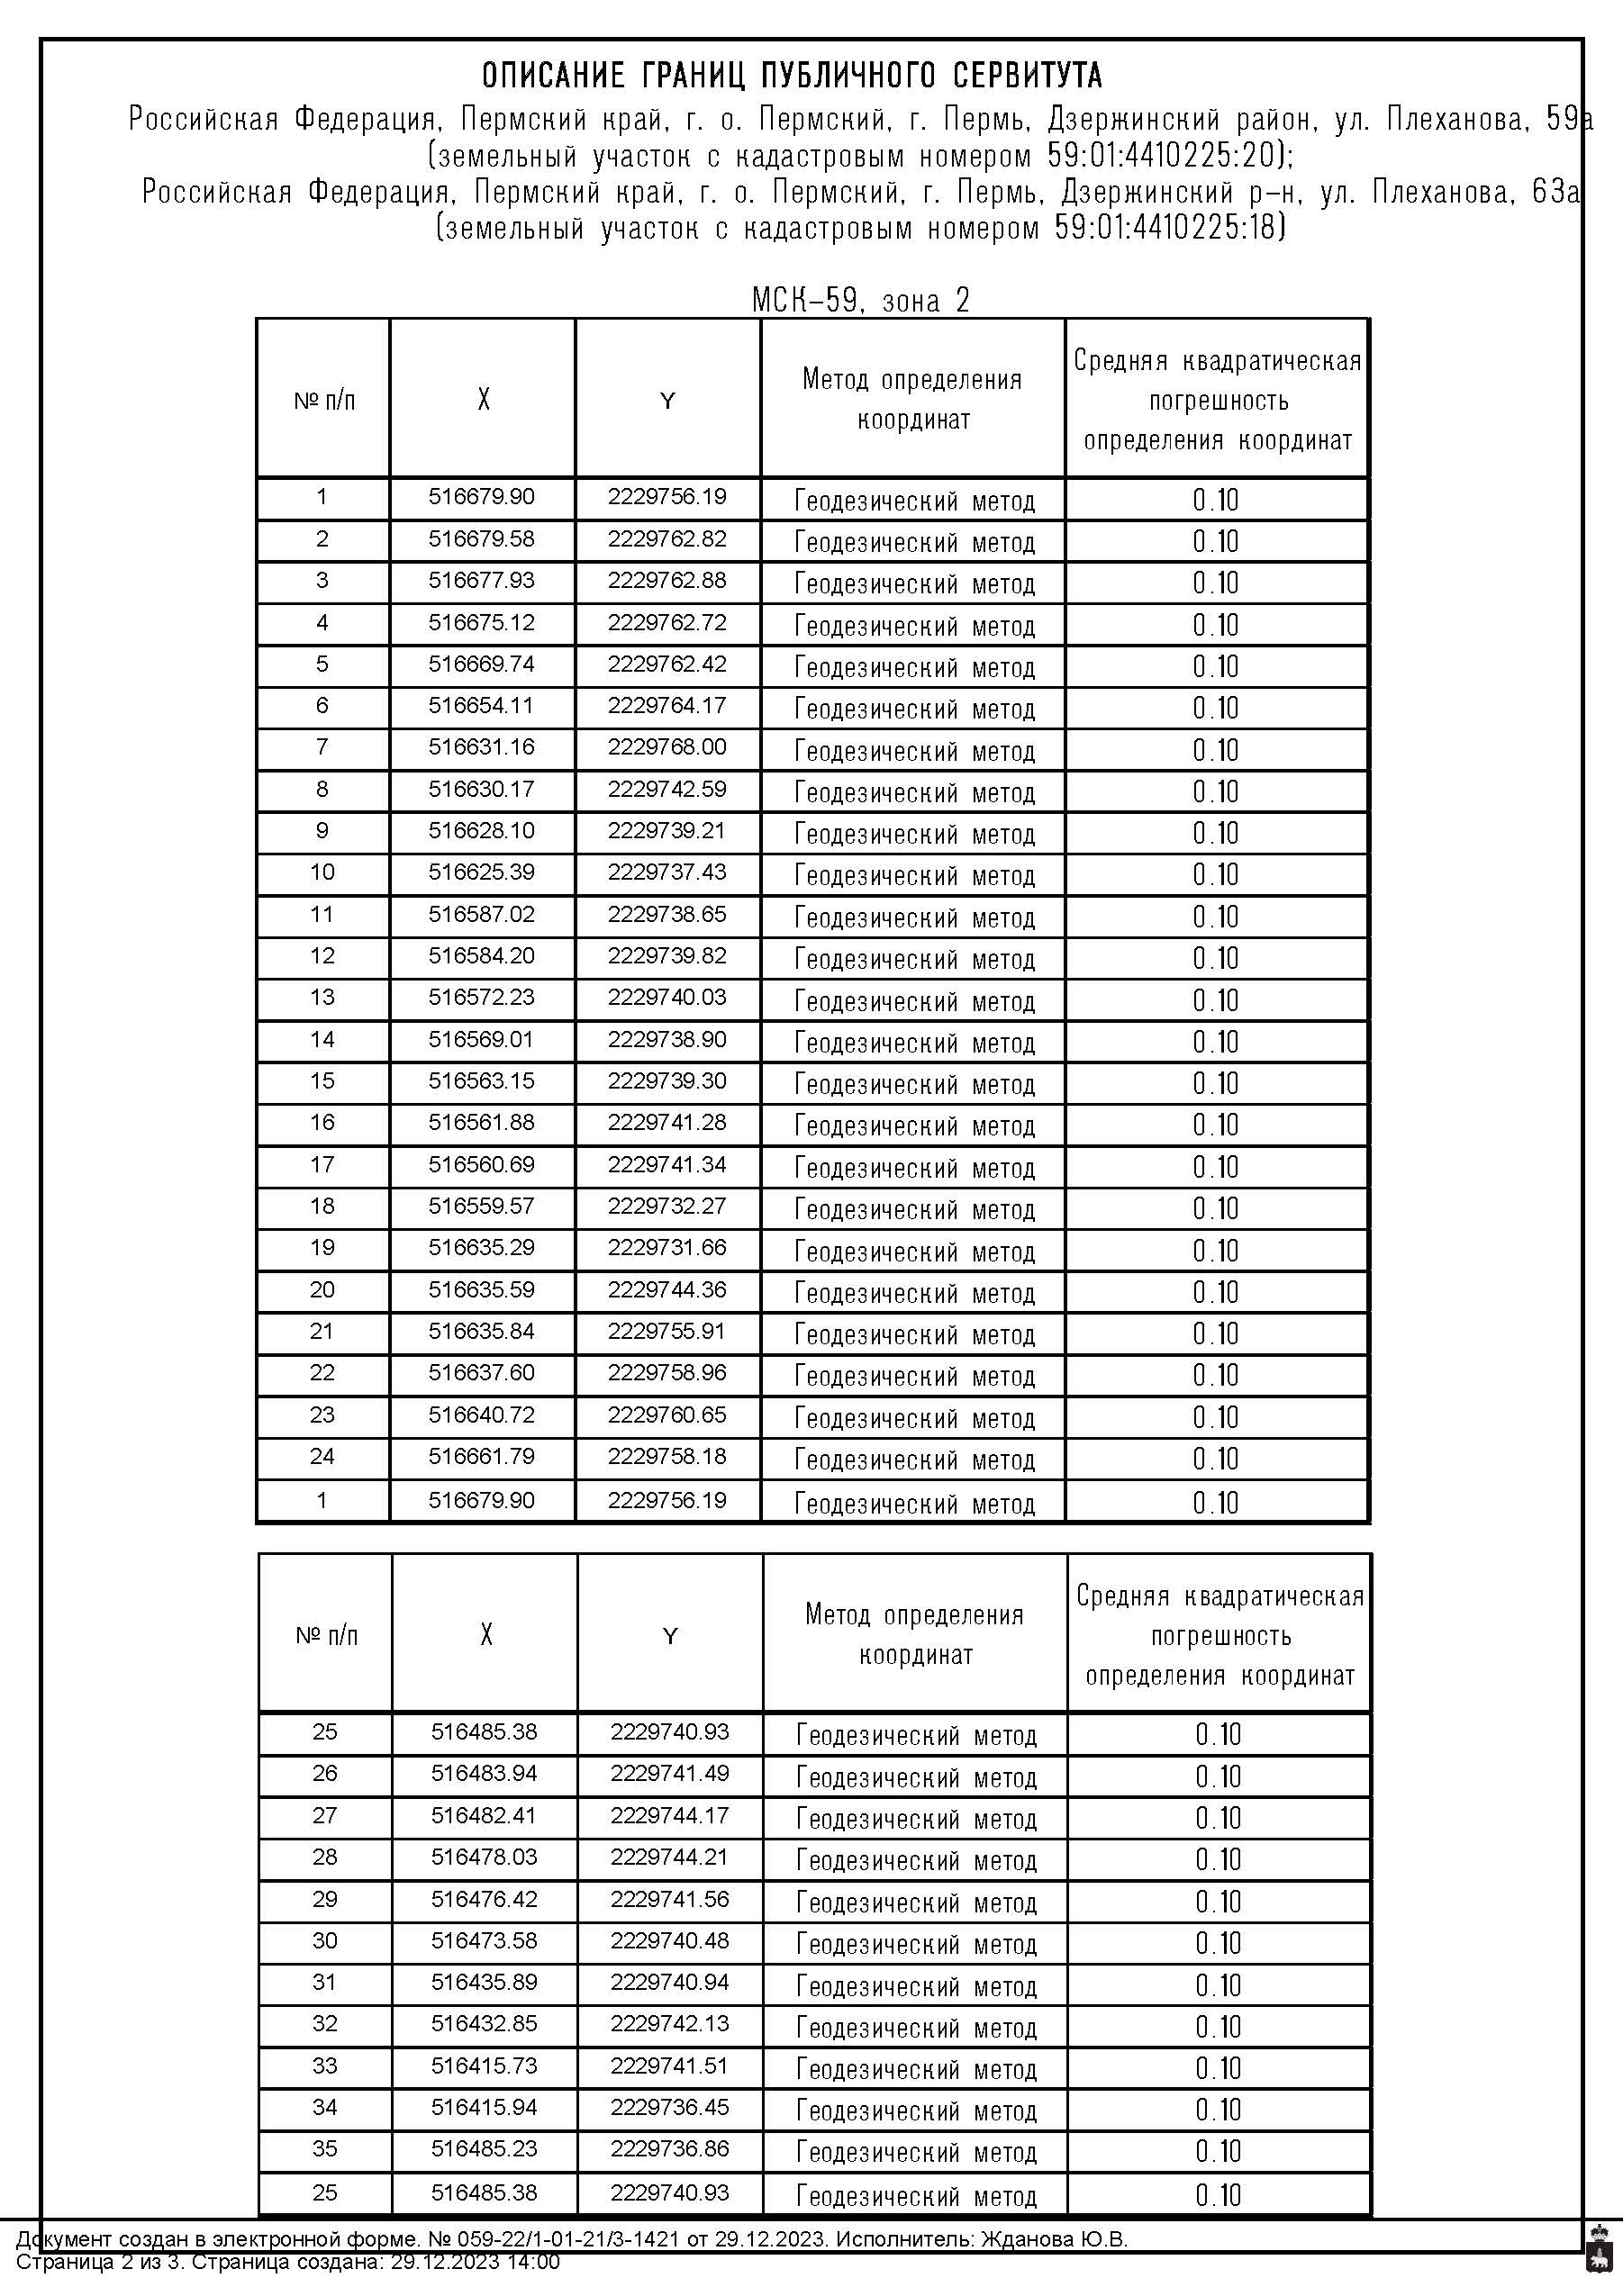 ОПИСАНИЕ ГРАНИЦ ПУБЛИЧНОГО СЕРВИТУТА
Российская Федерация, Пермский край, г. о. Пермский, г. Пермь, Дзержинский район, ул. Плеханова, 59а
(земельный участок с кадастровым номером 59:01:4410225:20);
Российская Федерация, Пермский край, г. о. Пермский, г. Пермь, Дзержинский р-н, ул. Плеханова, 63а
(земельный участок с кадастровым номером 59:01:4410225:18)
МСК-59, зона 2
№ п/п X Y Метод определения координат Средняя квадратическая погрешность определения координат
1 516679.90 2229756.19 Геодезический метод 0.10
2 516679.58 2229762.82 Геодезический метод 0.10
3 516677.93 2229762.88 Геодезический метод 0.10
4 516675.12 2229762.72 Геодезический метод 0.10
5 516669.74 2229762.42 Геодезический метод 0.10
6 516654.11 2229764.17 Геодезический метод 0.10
7 516631.16 2229768.00 Геодезический метод 0.10
8 516630.17 2229742.59 Геодезический метод 0.10
9 516628.10 2229739.21 Геодезический метод 0.10
10 516625.39 2229737.43 Геодезический метод 0.10
11 516587.02 2229738.65 Геодезический метод 0.10
12 516584.20 2229739.82 Геодезический метод 0.10
13 516572.23 2229740.03 Геодезический метод 0.10
14 516569.01 2229738.90 Геодезический метод 0.10
15 516563.15 2229739.30 Геодезический метод 0.10
16 516561.88 2229741.28 Геодезический метод 0.10
17 516560.69 2229741.34 Геодезический метод 0.10
18 516559.57 2229732.27 Геодезический метод 0.10
19 516635.29 2229731.66 Геодезический метод 0.10
20 516635.59 2229744.36 Геодезический метод 0.10
21 516635.84 2229755.91 Геодезический метод 0.10
22 516637.60 2229758.96 Геодезический метод 0.10
23 516640.72 2229760.65 Геодезический метод 0.10
24 516661.79 2229758.18 Геодезический метод 0.10
1 516679.90 2229756.19 Геодезический метод 0.10
№ п/п X Y Метод определения координат Средняя квадратическая погрешность определения координат
25 516485.38 2229740.93 Геодезический метод 0.10
26 516483.94 2229741.49 Геодезический метод 0.10
27 516482.41 2229744.17 Геодезический метод 0.10
28 516478.03 2229744.21 Геодезический метод 0.10
29 516476.42 2229741.56 Геодезический метод 0.10
30 516473.58 2229740.48 Геодезический метод 0.10
31 516435.89 2229740.94 Геодезический метод 0.10
32 516432.85 2229742.13 Геодезический метод 0.10
33 516415.73 2229741.51 Геодезический метод 0.10
34 516415.94 2229736.45 Геодезический метод 0.10
35 516485.23 2229736.86 Геодезический метод 0.10
25 516485.38 2229740.93 Геодезический метод 0.10
Документ создан в электронной форме. № 059-22/1-01-21/3-1421 от 29.12.2023. Исполнитель: Жданова Ю.В.
Страница 2 из 3. Страница создана: 29.12.2023 14:00